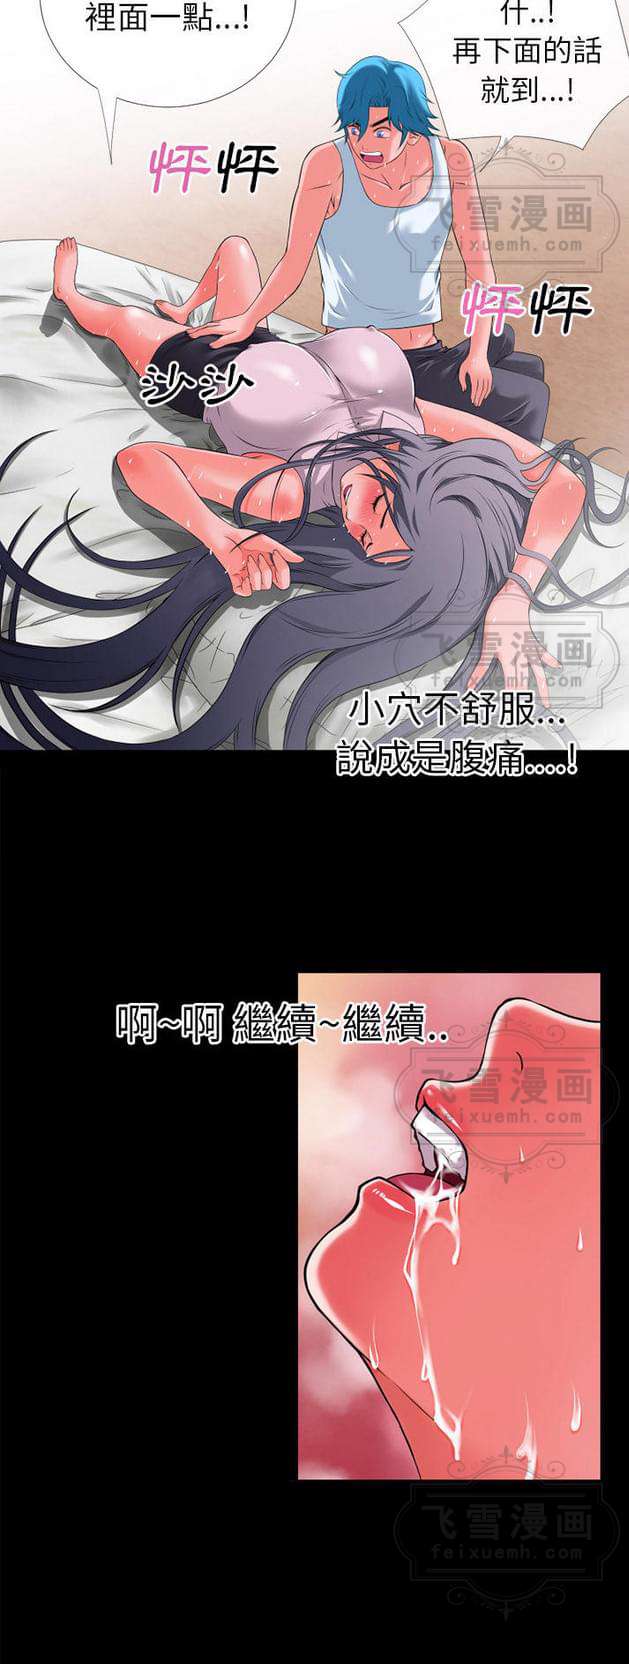 裡面一點...!
什..!
再下面的話
就到...!
怦怦
飞雪漫画
feixuemh.com
怦怦
沙沙
飞雪漫画
feixuemh.com
小穴不舒服...
說成是腹痛....!
啊~啊 繼續~繼續..
飞雪漫画
feixuemh.com
飞雪漫画
feixuemh.com